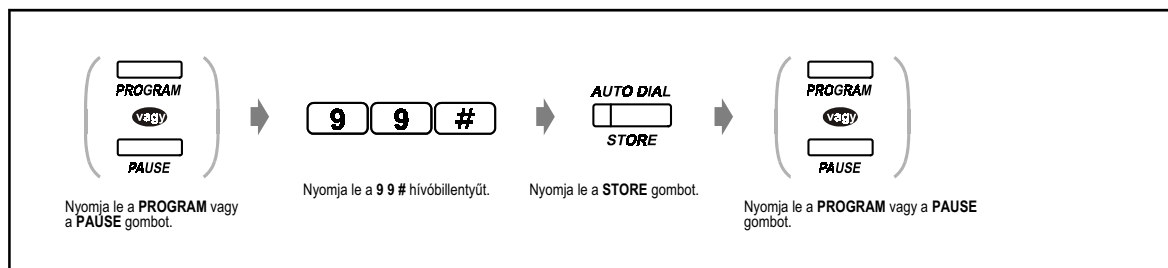 PROGRAM
vagy
PAUSE
Nyomja le a PROGRAM vagy
a PAUSE gombot.
9 9 #
Nyomja le a 9 9 # hívóbillentyűt.
AUTO DIAL
STORE
Nyomja le a STORE gombot.
PROGRAM
vagy
PAUSE
Nyomja le a PROGRAM vagy a PAUSE
gombot.